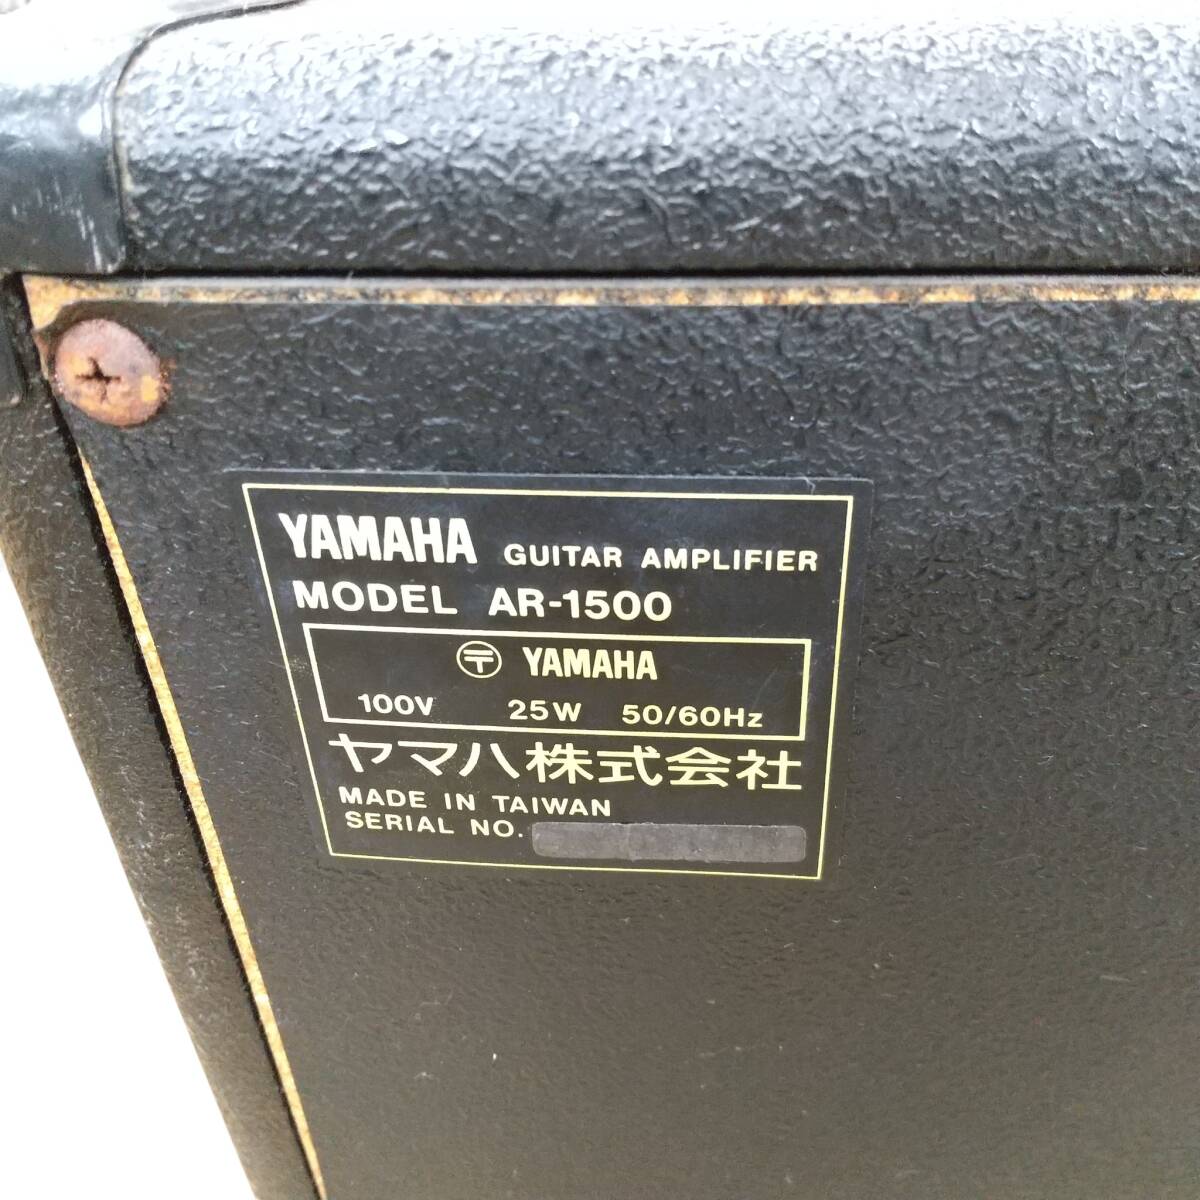 YAMAHA GUITAR AMPLIFIER
MODEL AR-1500
〶 YAMAHA
100V 25W 50/60Hz
ヤマハ株式会社
MADE IN TAIWAN
SERIAL NO.